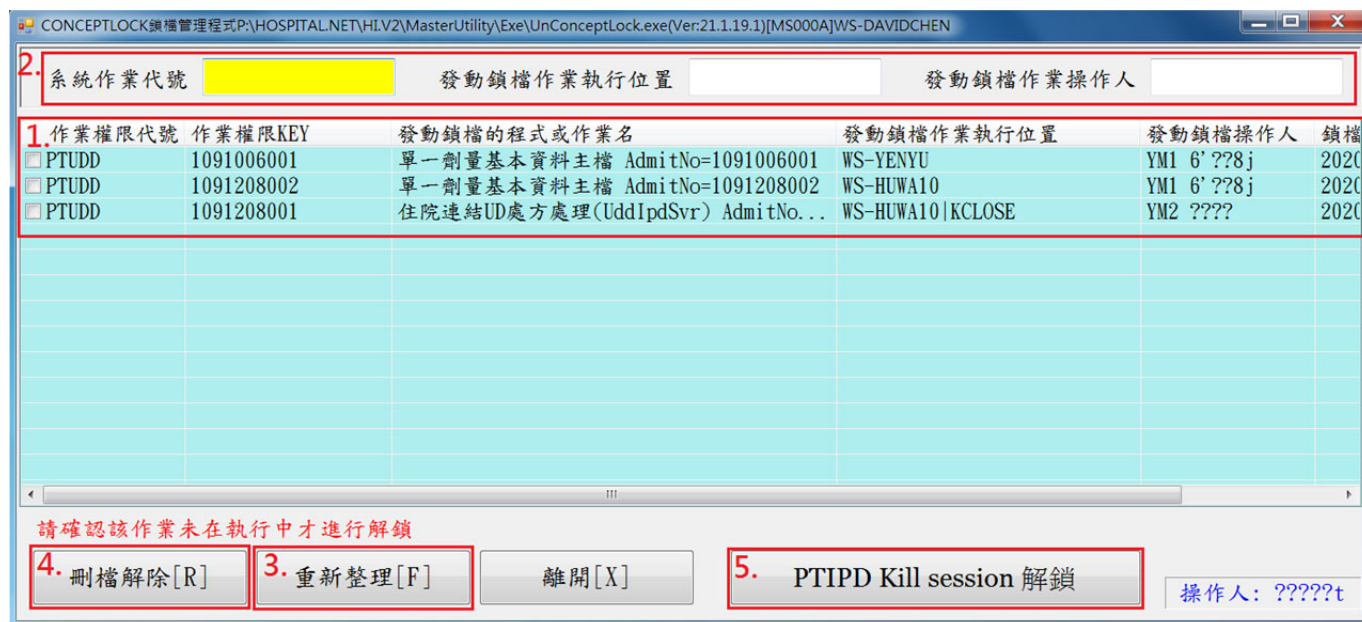 CONCEPTLOCK鎖檔管理程式P:\HOSPITAL.NET\HI.V2\MasterUtility\Exe\UnConceptLock.exe(Ver:21.1.19.1)[MS000A]WS-DAVIDCHEN
2. 系統作業代號 發動鎖檔作業執行位置 發動鎖檔作業操作人
1. 作業權限代號 作業權限KEY 發動鎖檔的程式或作業名 發動鎖檔作業執行位置 發動鎖檔操作人 鎖檔
PTUDD 1091006001 單一劑量基本資料主檔 AdmitNo=1091006001 WS-YENYU YM1 6'??8j 2020
PTUDD 1091208002 單一劑量基本資料主檔 AdmitNo=1091208002 WS-HUWA10 YM1 6'??8j 2020
PTUDD 1091208001 住院連結UD處方處理(UddIpdSvr) AdmitNo... WS-HUWA10|KCLOSE YM2 ???? 2020
請確認該作業未在執行中才進行解鎖
4. 刪檔解除[R] 3. 重新整理[F] 離開[X] 5. PTIPD Kill session 解鎖
操作人: ?????t